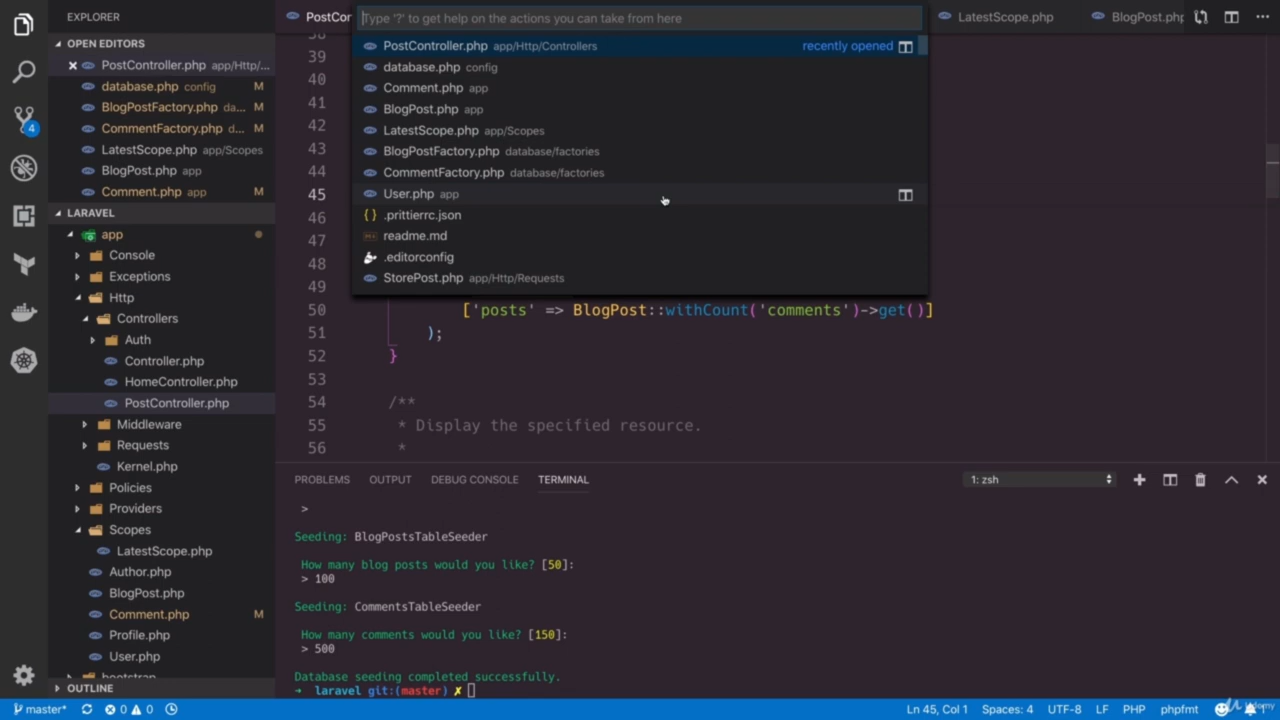 EXPLORER
OPEN EDITORS
PostController.php app/Http/...
database.php config M
BlogPostFactory.php da... M
CommentFactory.php d... M
LatestScope.php app/Scopes
BlogPost.php app
Comment.php app M
LARAVEL
app
Console
Exceptions
Http
Controllers
Auth
Controller.php
HomeController.php
PostController.php
Middleware
Requests
Kernel.php
Policies
Providers
Scopes
LatestScope.php
Author.php
BlogPost.php
Comment.php M
Profile.php
User.php
bootstrap
OUTLINE
4
PostCor
LatestScope.php
BlogPost.php
Type '?' to get help on the actions you can take from here
PostController.php app/Http/Controllers recently opened
database.php config
Comment.php app
BlogPost.php app
LatestScope.php app/Scopes
BlogPostFactory.php database/factories
CommentFactory.php database/factories
User.php app
{ } .prittierrc.json
readme.md
.editorconfig
StorePost.php app/Http/Requests
38
39
40
41
42
43
44
45
46
47
48
49
50 ['posts' => BlogPost::withCount('comments')->get()]
51 );
52 }
53
54 /**
55 * Display the specified resource.
56 *
PROBLEMS OUTPUT DEBUG CONSOLE TERMINAL 1: zsh
>
Seeding: BlogPostsTableSeeder
How many blog posts would you like? [50]:
> 100
Seeding: CommentsTableSeeder
How many comments would you like? [150]:
> 500
Database seeding completed successfully.
➜ laravel git:(master) ✗
master* 0 0 Ln 45, Col 1 Spaces: 4 UTF-8 LF PHP phpfmt
Udemy